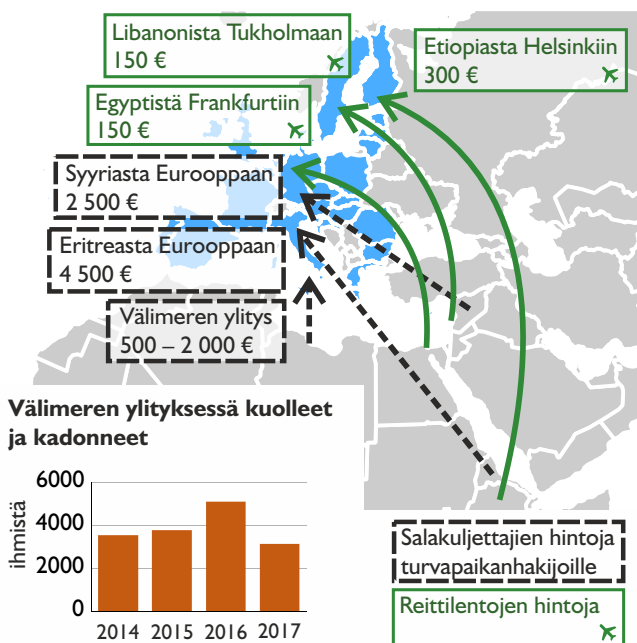 Libanonista Tukholmaan
150 €
Etiopiasta Helsinkiin
300 €
Egyptistä Frankfurtiin
150 €
Syyriasta Eurooppaan
2 500 €
Eritreasta Eurooppaan
4 500 €
Välimeren ylitys
500 – 2 000 €
Välimeren ylityksessä kuolleet
ja kadonneet
6000
4000
2000
0
ihmistä
2014 2015 2016 2017
Salakuljettajien hintoja
turvapaikanhakijoille
Reittilentojen hintoja